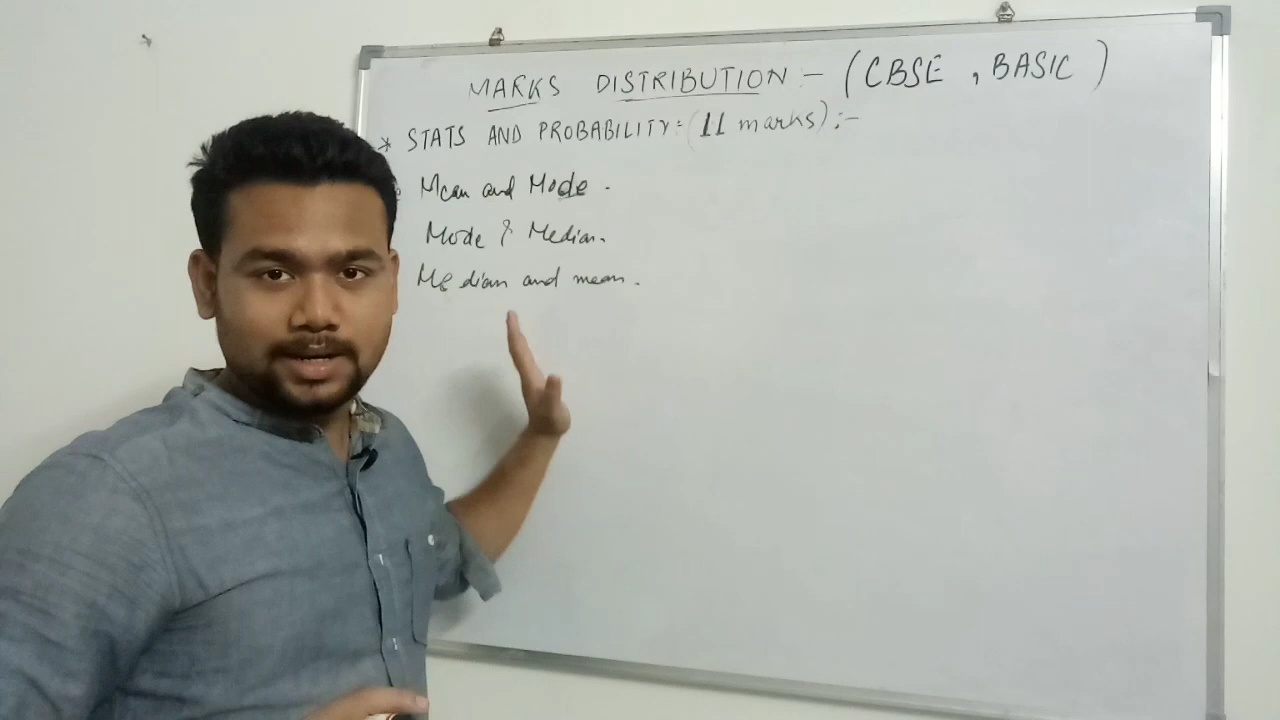 MARKS DISTRIBUTION :- (CBSE , BASIC )
* STATS AND PROBABILITY: (11 marks) :-
Mean and Mode .
Mode & Median.
Median and mean .